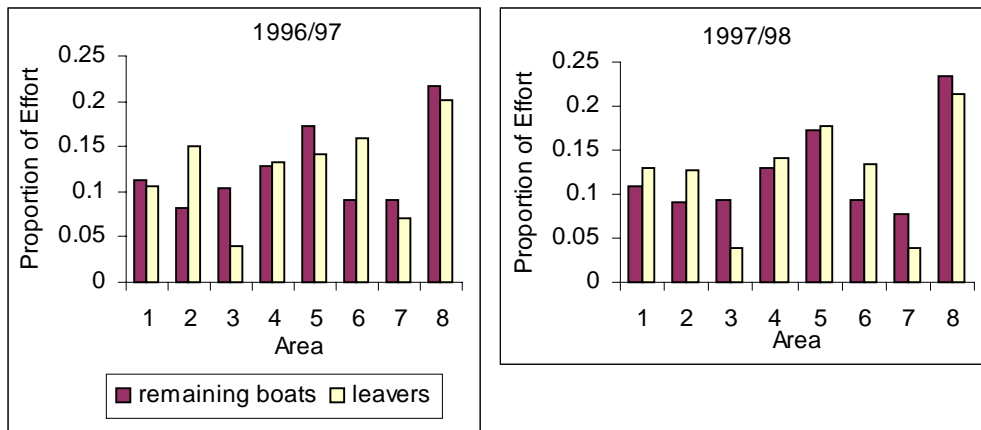 1996/97
Proportion of Effort
0.25
0.2
0.15
0.1
0.05
0
1 2 3 4 5 6 7 8
Area
remaining boats leavers
1997/98
Proportion of Effort
0.25
0.2
0.15
0.1
0.05
0
1 2 3 4 5 6 7 8
Area